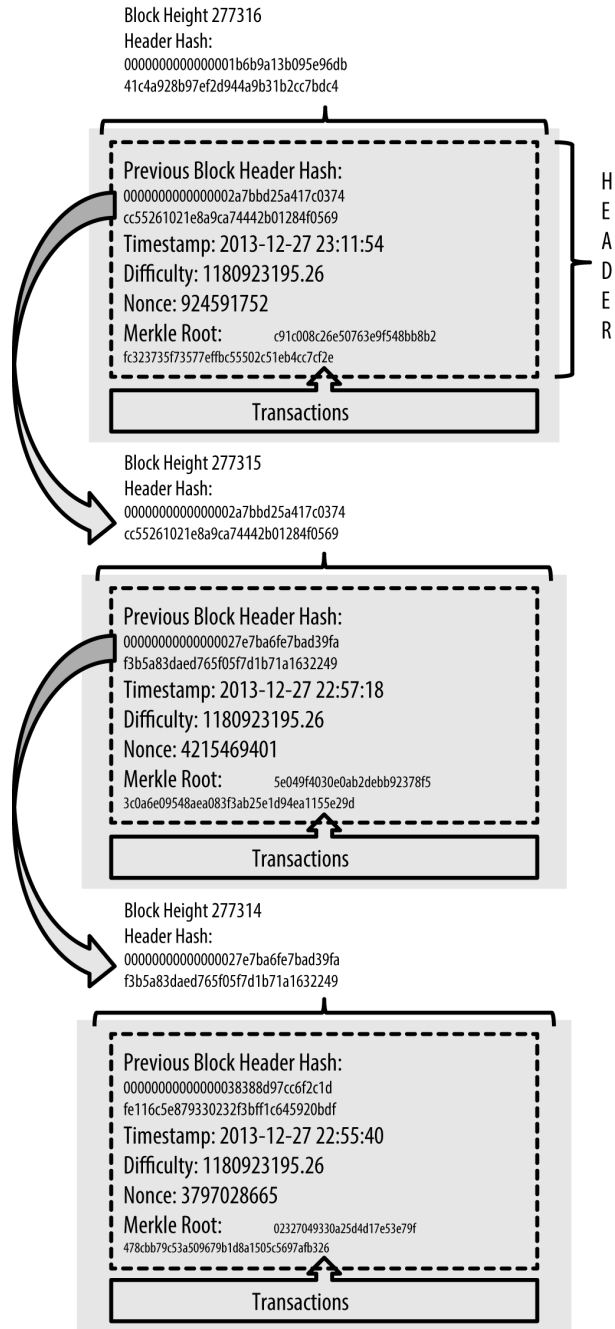 Block Height 277316
Header Hash:
0000000000000001b6b9a13b095e96db
41c4a928b97ef2d944a9b31b2cc7bdc4
Previous Block Header Hash:
0000000000000002a7bbd25a417c0374
cc55261021e8a9ca74442b01284f0569
Timestamp: 2013-12-27 23:11:54
Difficulty: 1180923195.26
Nonce: 924591752
Merkle Root: c91c008c26e50763e9f548bb8b2
fc323735f73577effbc55502c51eb4cc7cf2e
Transactions
HEADER
Block Height 277315
Header Hash:
0000000000000002a7bbd25a417c0374
cc55261021e8a9ca74442b01284f0569
Previous Block Header Hash:
00000000000000027e7ba6fe7bad39fa
f3b5a83daed765f05f7d1b71a1632249
Timestamp: 2013-12-27 22:57:18
Difficulty: 1180923195.26
Nonce: 4215469401
Merkle Root: 5e049f4030e0ab2debb92378f5
3c0a6e09548aea083f3ab25e1d94ea1155e29d
Transactions
Block Height 277314
Header Hash:
00000000000000027e7ba6fe7bad39fa
f3b5a83daed765f05f7d1b71a1632249
Previous Block Header Hash:
00000000000000038388d97cc6f2c1d
fe116c5e879330232f3bff1c645920bdf
Timestamp: 2013-12-27 22:55:40
Difficulty: 1180923195.26
Nonce: 3797028665
Merkle Root: 02327049330a25d4d17e53e79f
478cbb79c53a509679b1d8a1505c5697afb326
Transactions